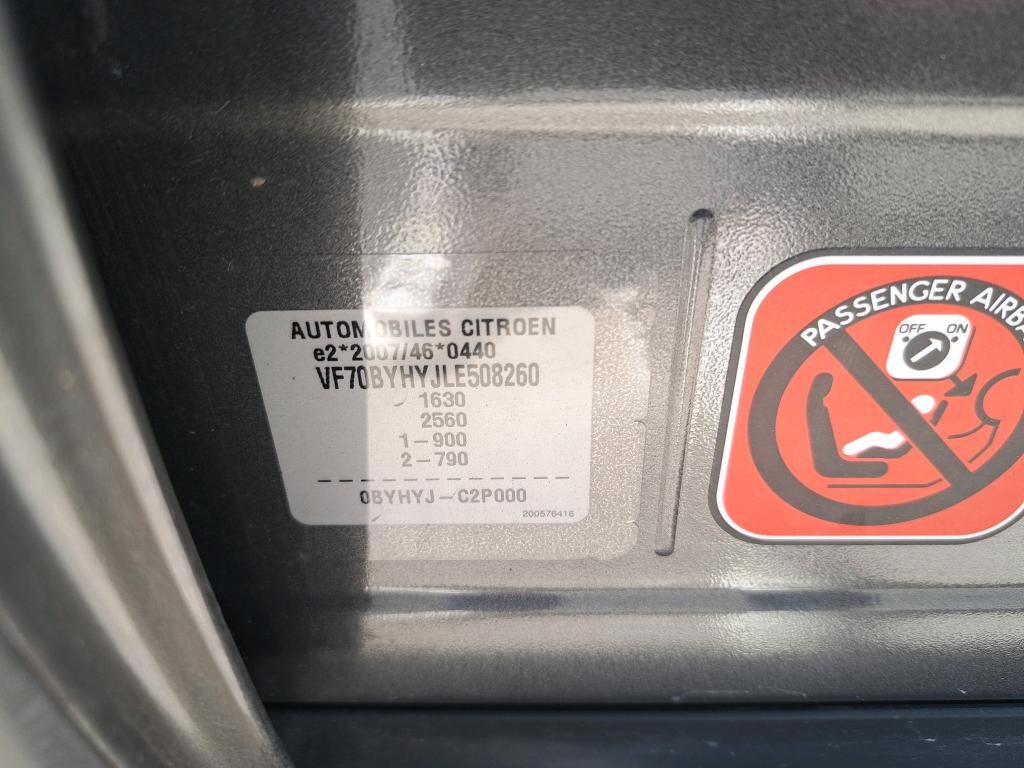 AUTOMOBILES CITROEN
e2*2007/46*0440
VF70BYHYJLE508260
1630
2560
1-900
2-790
0BYHYJ-C2P000
200576416
PASSENGER AIRBA
OFF ON